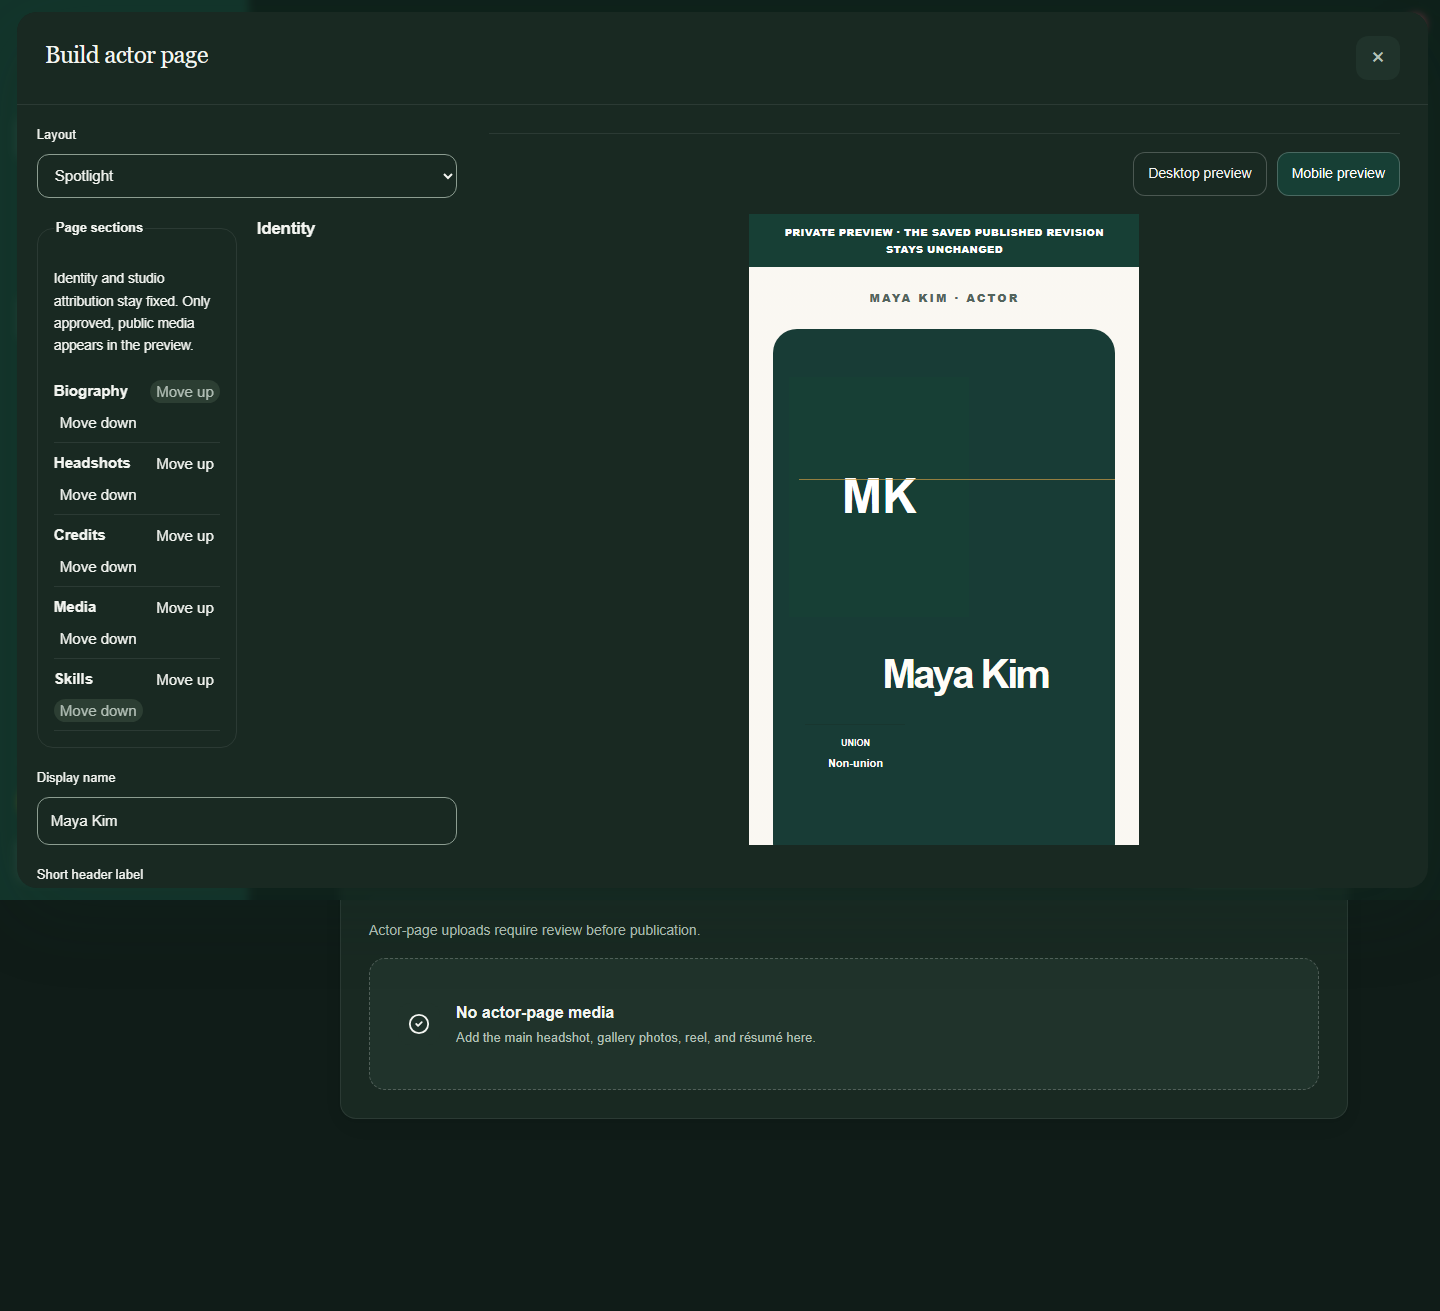 Build actor page
×
Layout
Spotlight
Desktop preview
Mobile preview
Page sections
Identity and studio
attribution stay fixed. Only
approved, public media
appears in the preview.
Biography
Move up
Move down
Headshots
Move up
Move down
Credits
Move up
Move down
Media
Move up
Move down
Skills
Move up
Move down
Identity
Display name
Maya Kim
Short header label
PRIVATE PREVIEW · THE SAVED PUBLISHED REVISION
STAYS UNCHANGED
MAYA KIM · ACTOR
MK
Maya Kim
UNION
Non-union
Actor-page uploads require review before publication.
No actor-page media
Add the main headshot, gallery photos, reel, and résumé here.